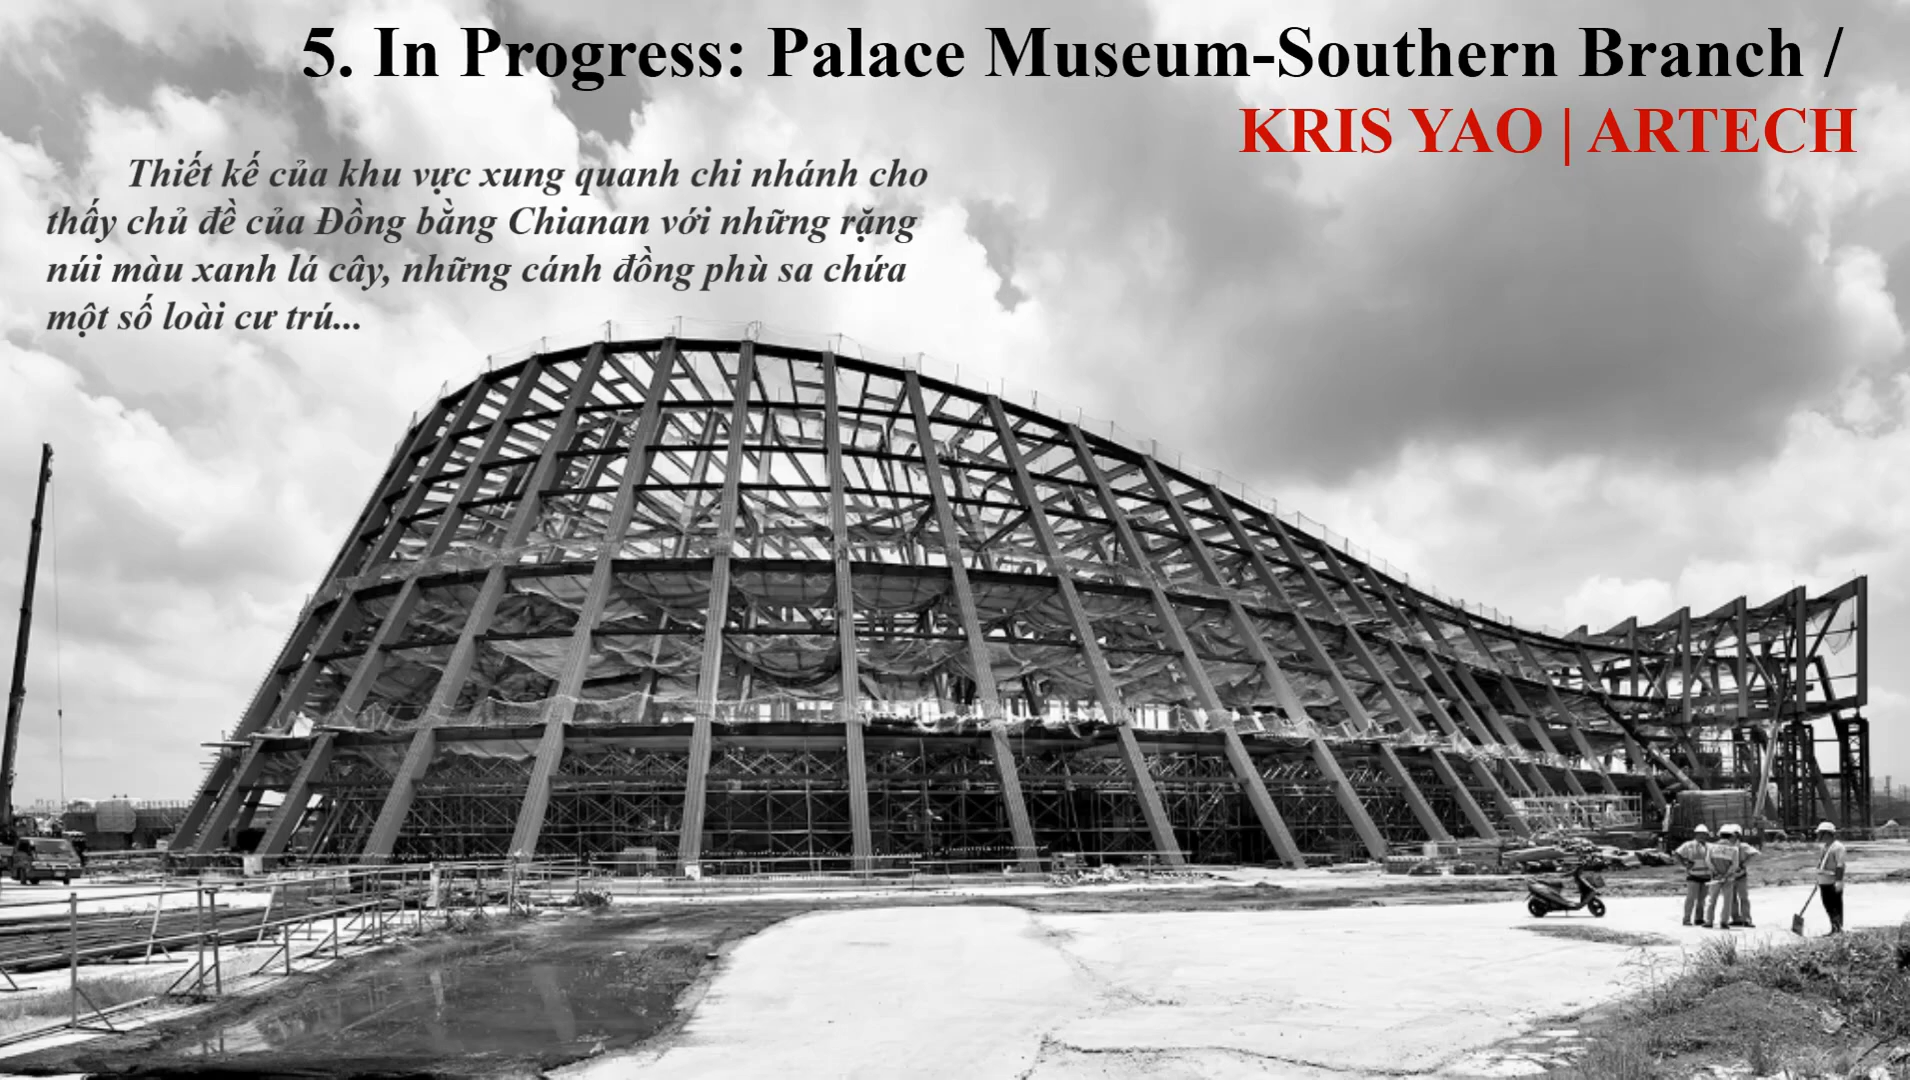 5. In Progress: Palace Museum-Southern Branch /
KRIS YAO | ARTECH
Thiết kế của khu vực xung quanh chi nhánh cho
thấy chủ đề của Đồng bằng Chianan với những rặng
núi màu xanh lá cây, những cánh đồng phù sa chứa
một số loài cư trú...